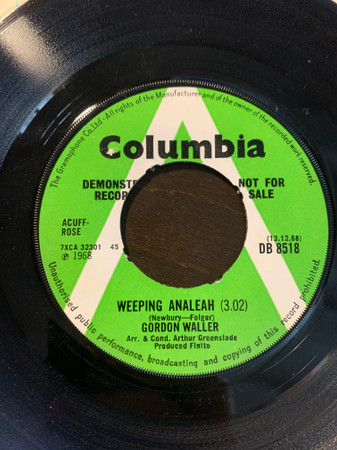 The Gramophone Co. Ltd. All rights of the Manufacturer and of the owner of the recorded work reserved.
Columbia
DEMONSTR NOT FOR
RECOR SALE
ACUFF-
ROSE
7XCA 32301 45
℗ 1968
(13.12.68)
DB 8518
WEEPING ANALEAH (3.02)
(Newbury—Folger)
GORDON WALLER
Arr. & Cond. Arthur Greenslade
Produced Finito
Unauthorised public performance, broadcasting and copying of this record prohibited.